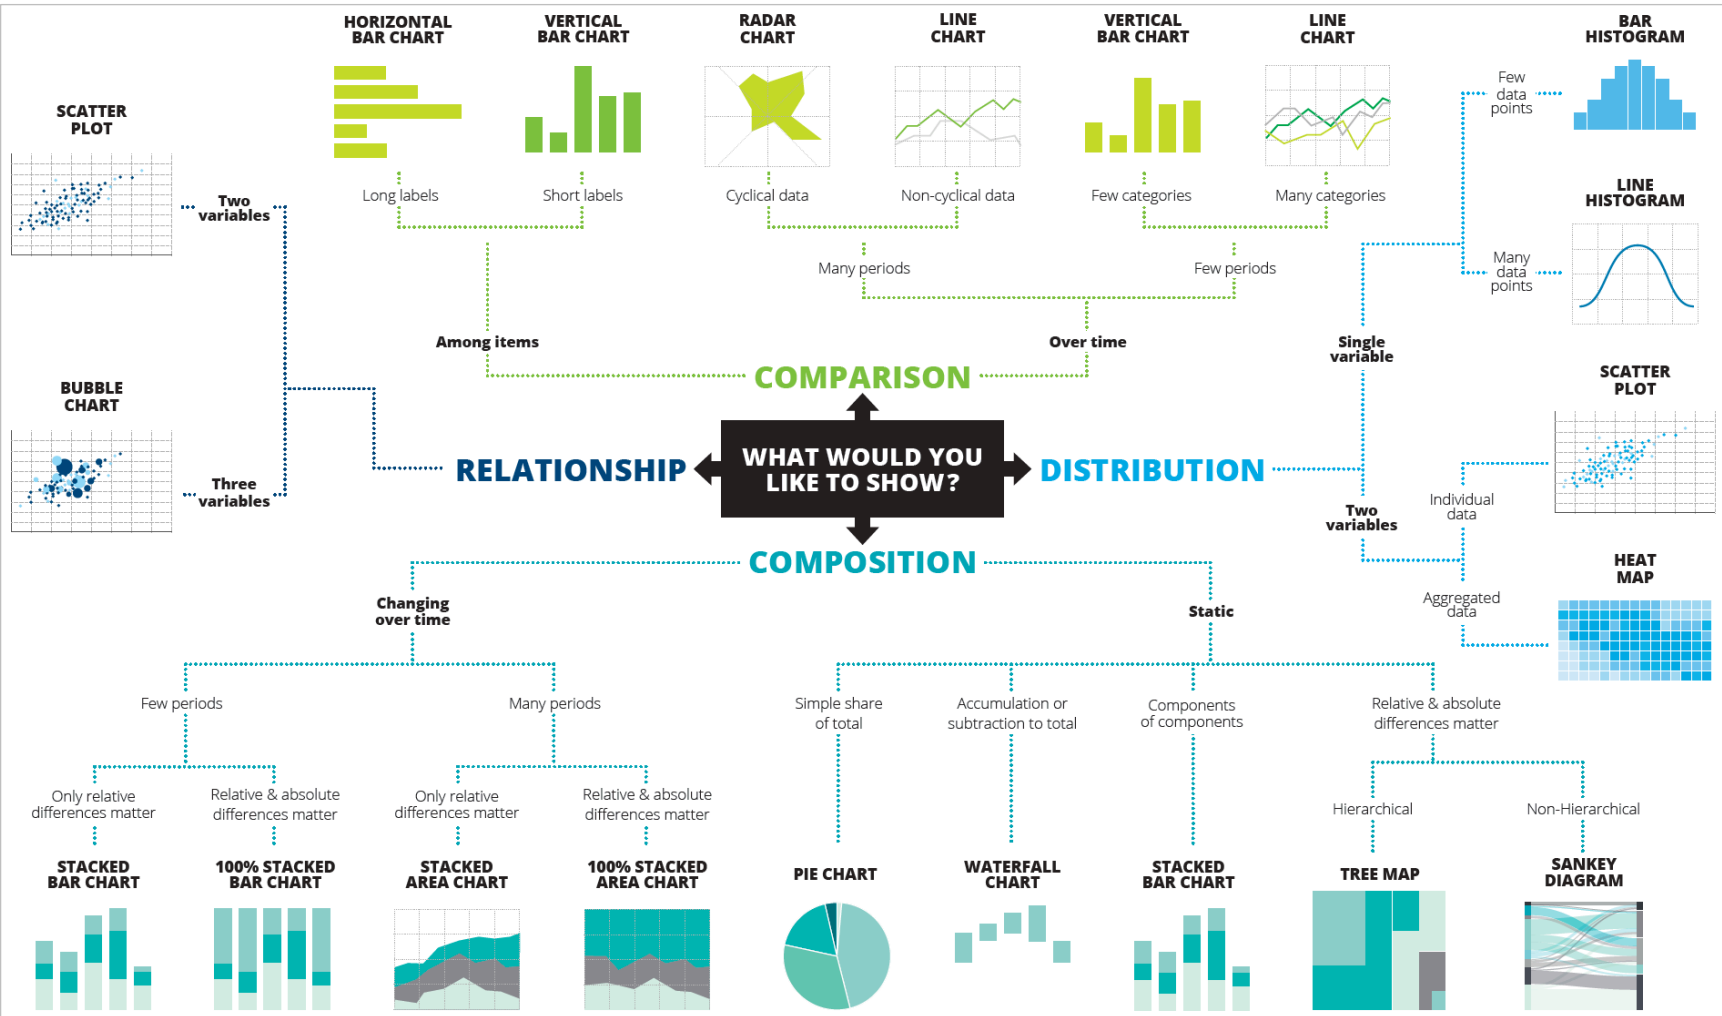 HORIZONTAL
BAR CHART
VERTICAL
BAR CHART
RADAR
CHART
LINE
CHART
VERTICAL
BAR CHART
LINE
CHART
BAR
HISTOGRAM
SCATTER
PLOT
Few
data
points
Two
variables
Long labels
Short labels
Cyclical data
Non-cyclical data
Few categories
Many categories
LINE
HISTOGRAM
Many periods
Few periods
Many
data
points
Among items
Over time
Single
variable
COMPARISON
BUBBLE
CHART
SCATTER
PLOT
RELATIONSHIP
WHAT WOULD YOU
LIKE TO SHOW?
DISTRIBUTION
Three
variables
Two
variables
Individual
data
COMPOSITION
HEAT
MAP
Aggregated
data
Changing
over time
Static
Few periods
Many periods
Simple share
of total
Accumulation or
subtraction to total
Components
of components
Relative & absolute
differences matter
Only relative
differences matter
Relative & absolute
differences matter
Only relative
differences matter
Relative & absolute
differences matter
Hierarchical
Non-Hierarchical
STACKED
BAR CHART
100% STACKED
BAR CHART
STACKED
AREA CHART
100% STACKED
AREA CHART
PIE CHART
WATERFALL
CHART
STACKED
BAR CHART
TREE MAP
SANKEY
DIAGRAM